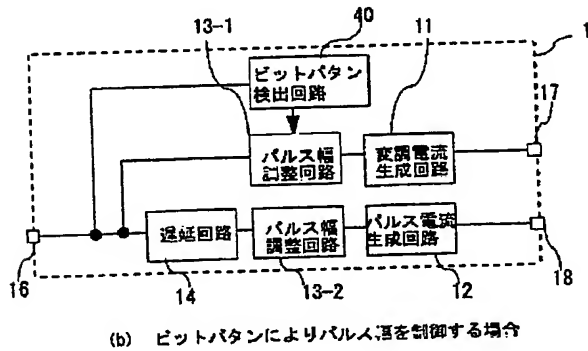 13-1
40
11
1
ビットパタン
検出回路
17
パルス幅
調整回路
変調電流
生成回路
遅延回路
パルス幅
調整回路
パルス電流
生成回路
16
14
13-2
12
18
(b) ビットパタンによりパルス幅を制御する場合